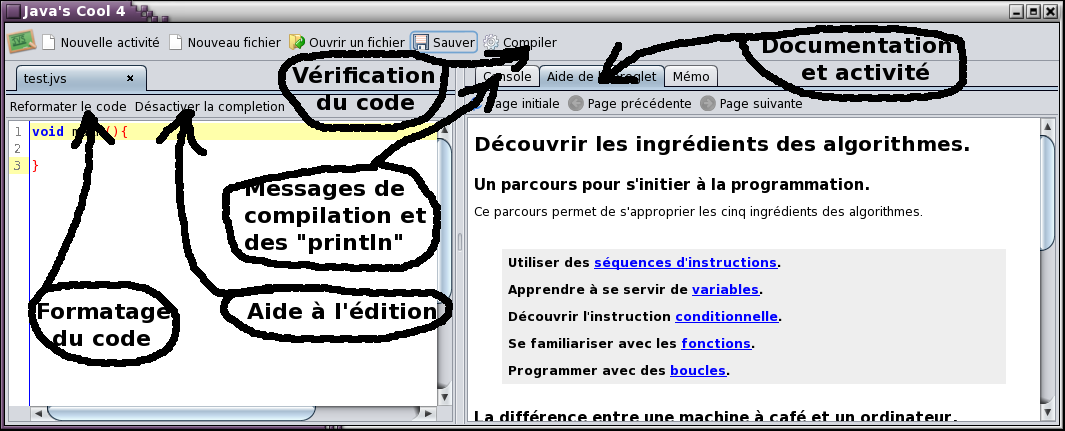 Java's Cool 4
Nouvelle activité Nouveau fichier Ouvrir un fichier Sauver Compiler
Documentation
et activité
Vérification
du code
test.jvs ×
Console Aide de Mémo
Reformater le code Désactiver la completion
Page initiale Page précédente Page suivante
1 void (){
2
3 }
Messages de
compilation et
des "println"
Formatage
du code
Aide à l'édition
Découvrir les ingrédients des algorithmes.
Un parcours pour s'initier à la programmation.
Ce parcours permet de s'approprier les cinq ingrédients des algorithmes.
Utiliser des séquences d'instructions.
Apprendre à se servir de variables.
Découvrir l'instruction conditionnelle.
Se familiariser avec les fonctions.
Programmer avec des boucles.
La différence entre une machine à café et un ordinateur.